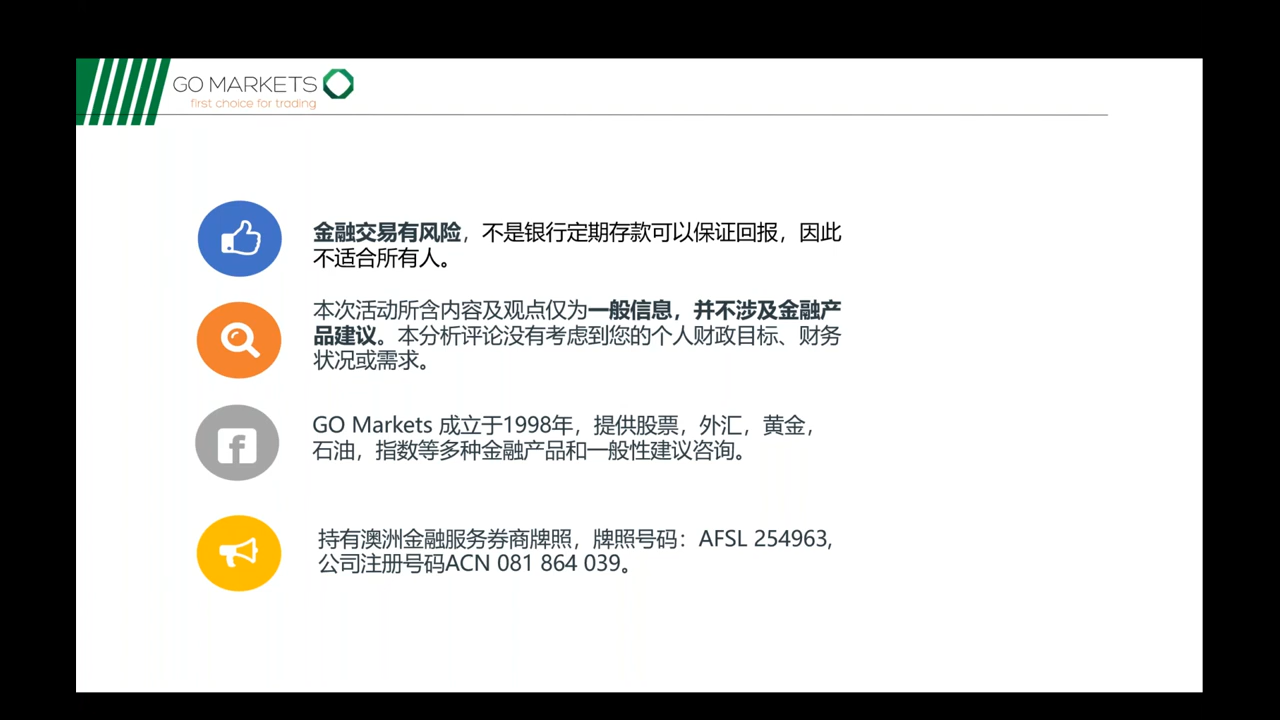 GO MARKETS
first choice for trading
金融交易有风险，不是银行定期存款可以保证回报，因此
不适合所有人。
本次活动所含内容及观点仅为一般信息，并不涉及金融产
品建议。本分析评论没有考虑到您的个人财政目标、财务
状况或需求。
GO Markets 成立于1998年，提供股票，外汇，黄金，
石油，指数等多种金融产品和一般性建议咨询。
持有澳洲金融服务券商牌照，牌照号码：AFSL 254963,
公司注册号码ACN 081 864 039。